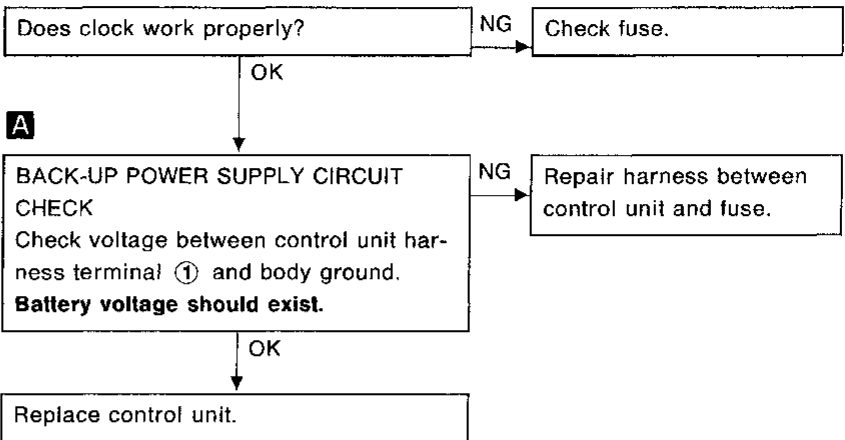 Does clock work properly?
NG
Check fuse.
OK
A
BACK-UP POWER SUPPLY CIRCUIT
CHECK
Check voltage between control unit har-
ness terminal ① and body ground.
Battery voltage should exist.
NG
Repair harness between
control unit and fuse.
OK
Replace control unit.